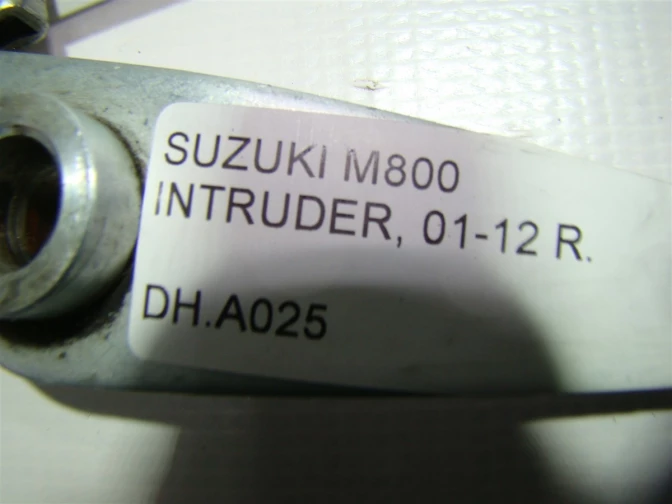 SUZUKI M800
INTRUDER, 01-12 R.
DH.A025